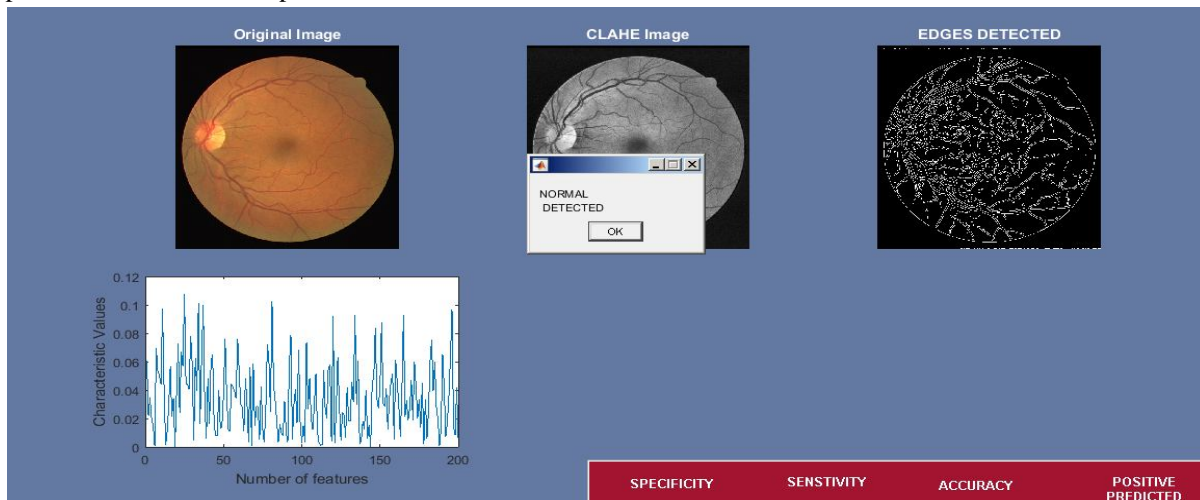 Original Image
CLAHE Image
EDGES DETECTED
NORMAL
DETECTED
OK
0.12
0.1
0.08
0.06
0.04
0.02
0
Characteristic Values
0 50 100 150 200
Number of features
SPECIFICITY
SENSTIVITY
ACCURACY
POSITIVE
PREDICTED